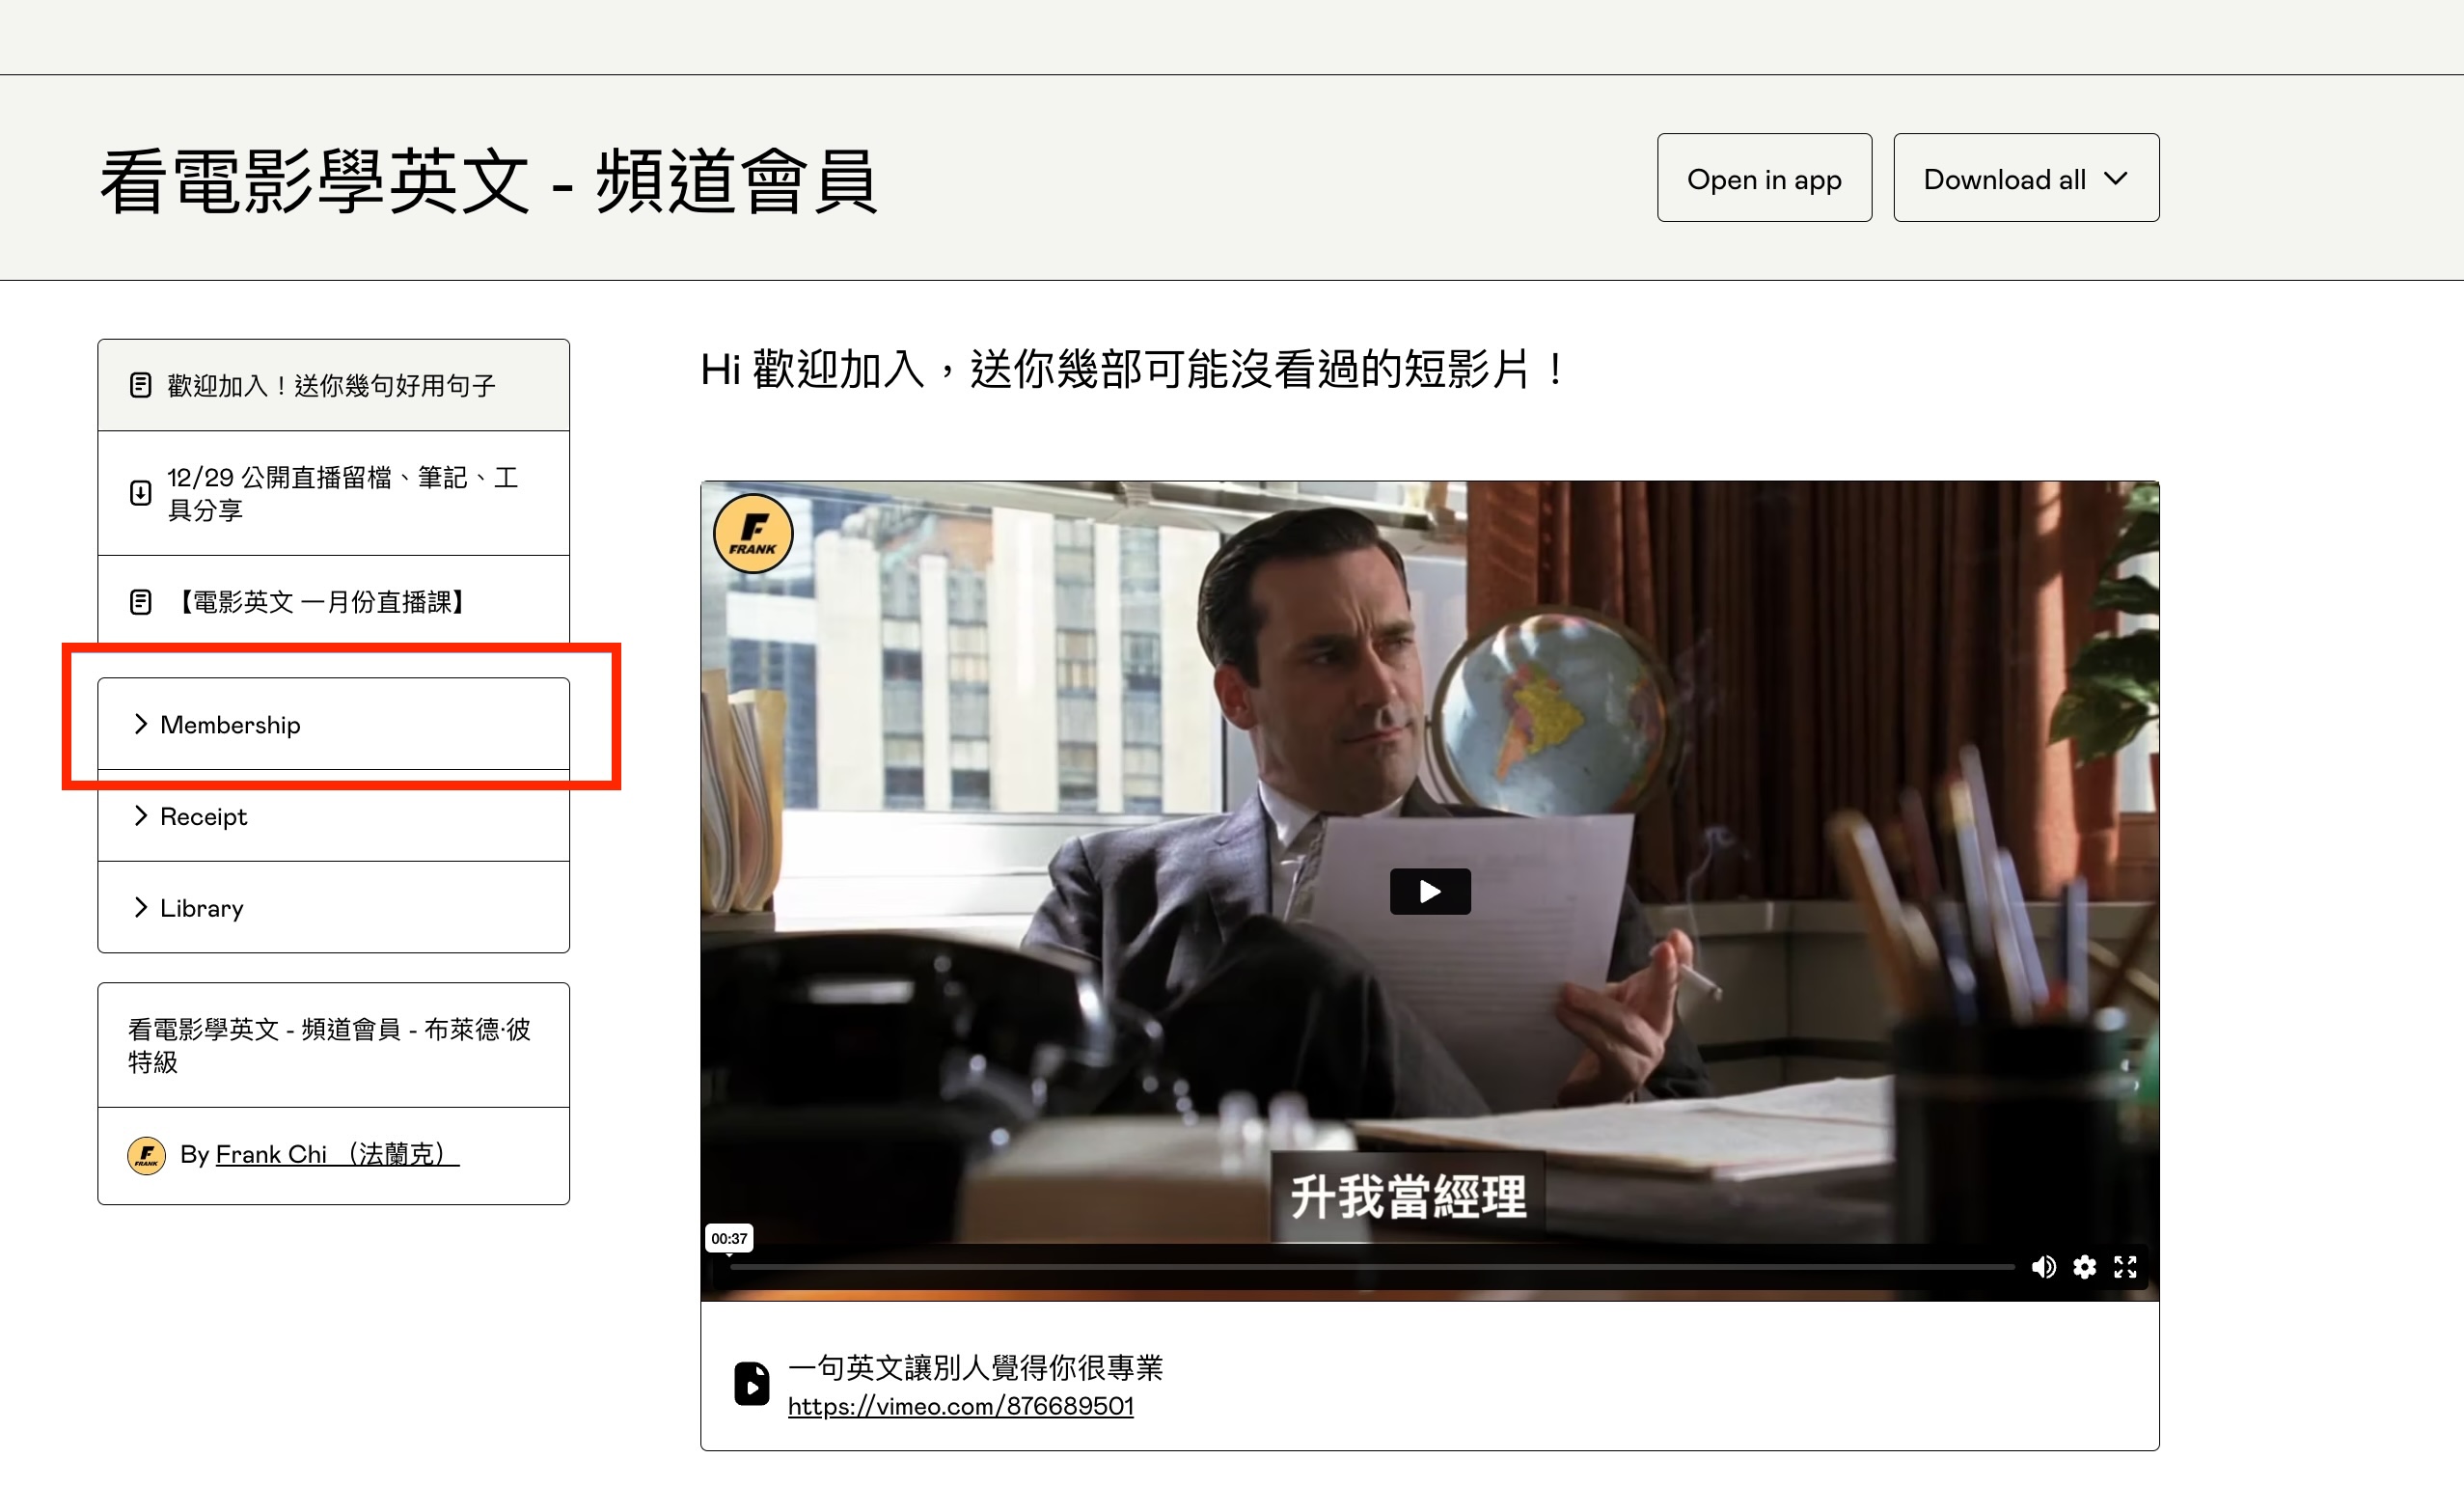 看電影學英文 - 頻道會員
Open in app
Download all
歡迎加入！送你幾句好用句子
12/29 公開直播留檔、筆記、工
具分享
【電影英文 一月份直播課】
Membership
Receipt
Library
看電影學英文 - 頻道會員 - 布萊德·彼
特級
F FRANK
By Frank Chi （法蘭克）
Hi 歡迎加入，送你幾部可能沒看過的短影片！
F
FRANK
升我當經理
00:37
一句英文讓別人覺得你很專業
https://vimeo.com/876689501